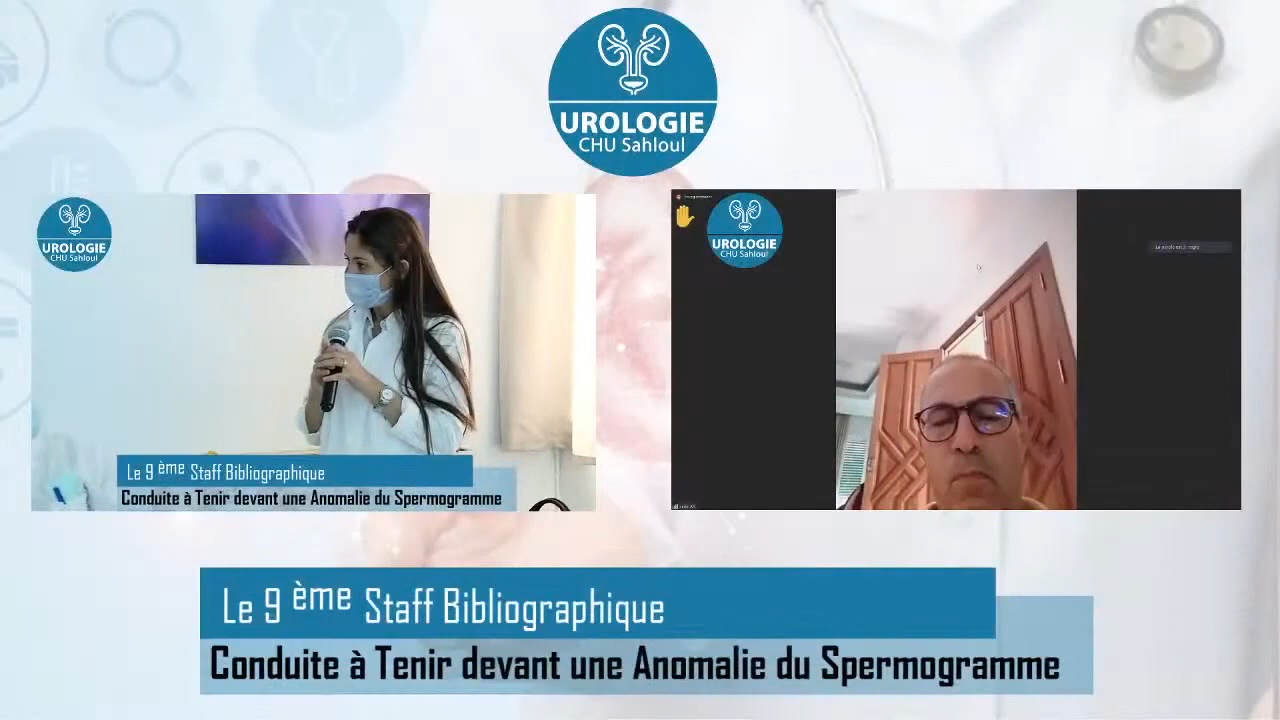 UROLOGIE
CHU Sahloul
UROLOGIE
CHU Sahloul
Le 9 ème Staff Bibliographique
Conduite à Tenir devant une Anomalie du Spermogramme
UROLOGIE
CHU Sahloul
Le 9 ème Staff Bibliographique
Conduite à Tenir devant une Anomalie du Spermogramme